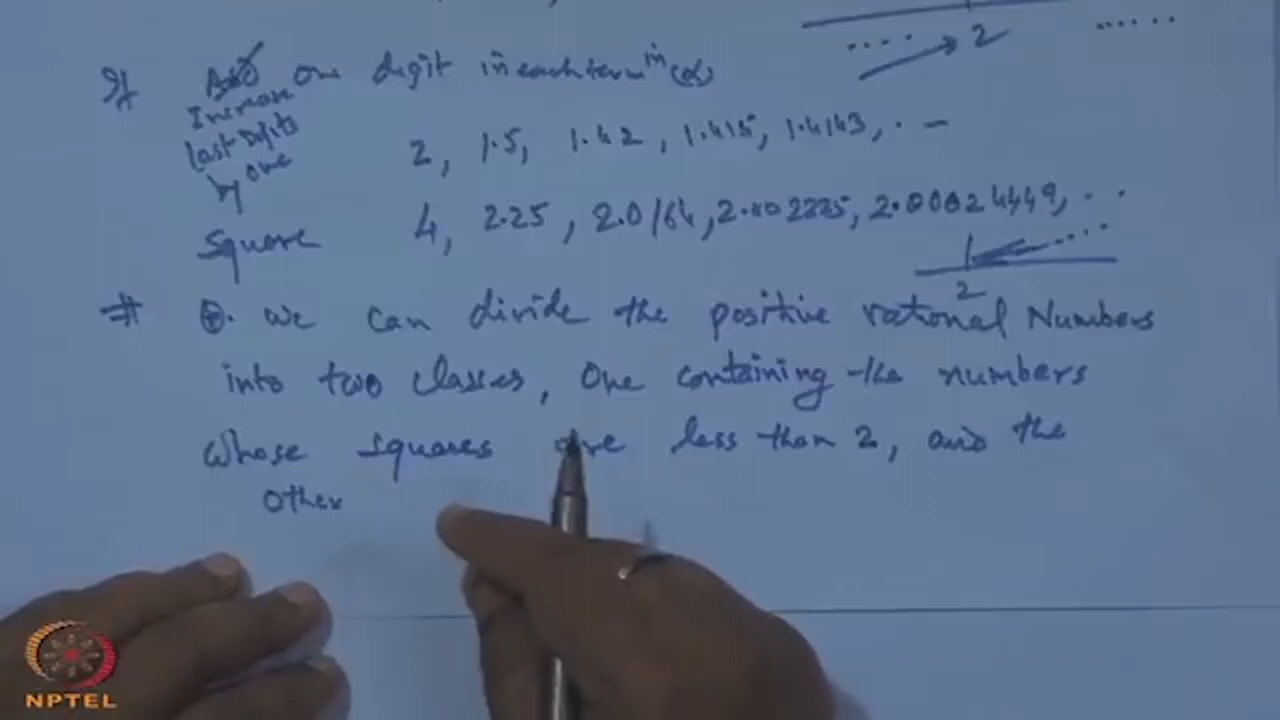 2 .....
If Add One digit in each term in (α)
Increase last digits by one
2, 1.5, 1.42, 1.415, 1.4143, . -
Square 4, 2.25, 2.0164, 2.002225, 2.00024449, ...
2
# We can divide the positive rational Numbers
into two classes, One containing the numbers
whose squares are less than 2, and the
Other
NPTEL